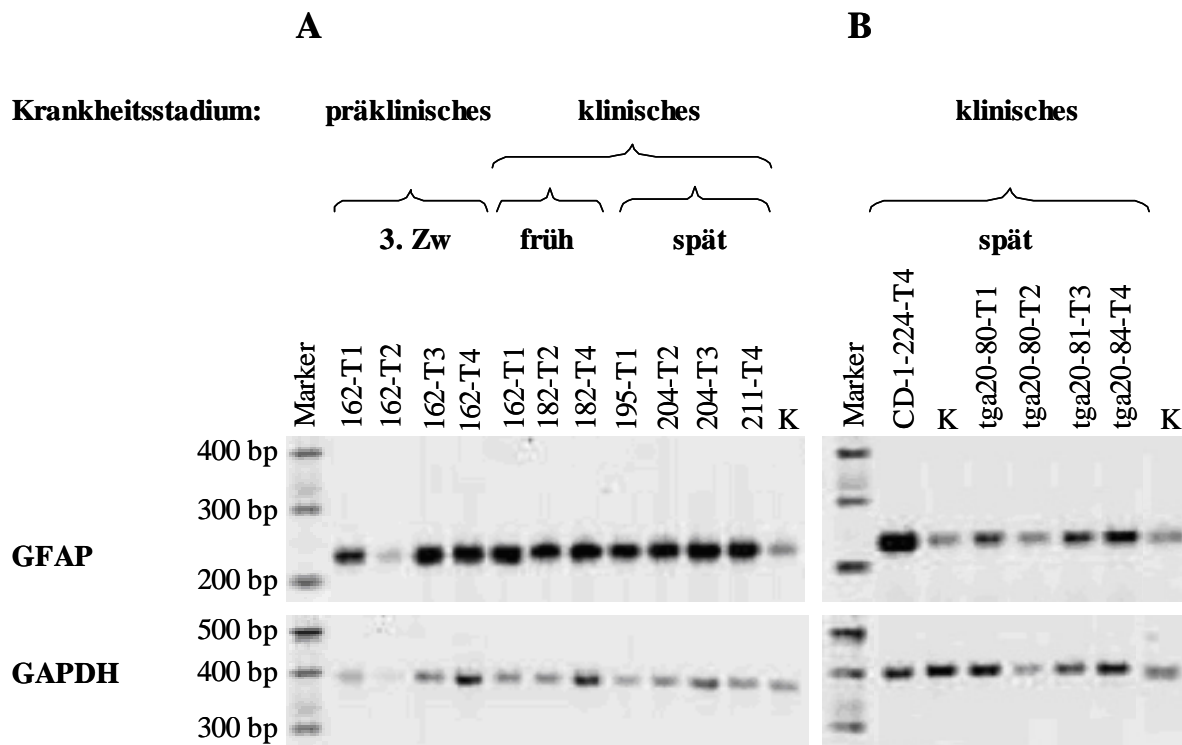 A B
Krankheitsstadium: präklinisches klinisches klinisches
3. Zw früh spät spät
Marker 162-T1 162-T2 162-T3 162-T4 162-T1 182-T2 182-T4 195-T1 204-T2 204-T3 211-T4 K Marker CD-1-224-T4 K tga20-80-T1 tga20-80-T2 tga20-81-T3 tga20-84-T4 K
400 bp
300 bp
GFAP
200 bp
500 bp
GAPDH 400 bp
300 bp